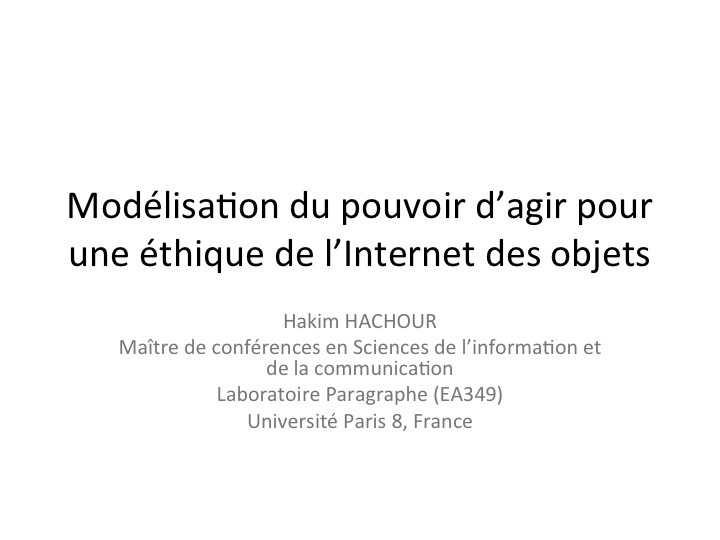 Modélisation du pouvoir d’agir pour
une éthique de l’Internet des objets
Hakim HACHOUR
Maître de conférences en Sciences de l’information et
de la communication
Laboratoire Paragraphe (EA349)
Université Paris 8, France